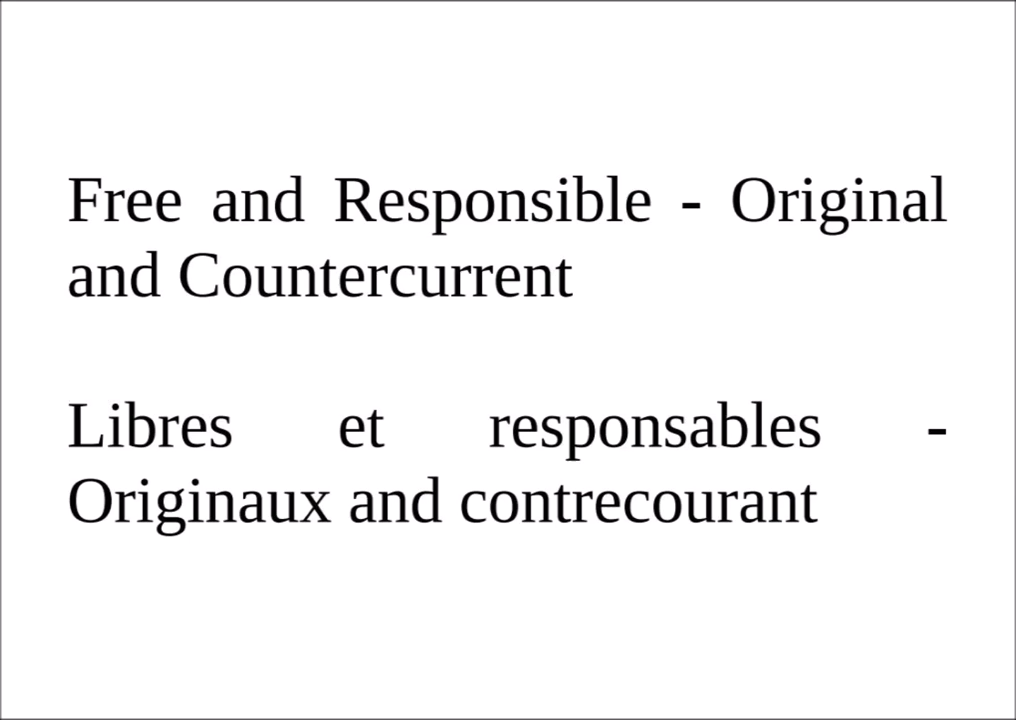 Free and Responsible - Original
and Countercurrent
Libres et responsables -
Originaux and contrecourant